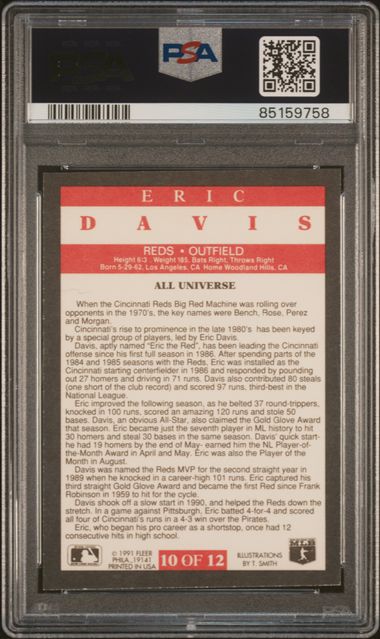 PSA
85159758
ERIC
DAVIS
REDS • OUTFIELD
Height 6'3 . Weight 185, Bats Right, Throws Right
Born 5-29-62, Los Angeles, CA Home Woodland Hills, CA
ALL UNIVERSE
When the Cincinnati Reds Big Red Machine was rolling over
opponents in the 1970's, the key names were Bench, Rose, Perez
and Morgan.
Cincinnati's rise to prominence in the late 1980's has been keyed
by a special group of players, led by Eric Davis.
Davis, aptly named "Eric the Red", has been leading the Cincinnati
offense since his first full season in 1986. After spending parts of the
1984 and 1985 seasons with the Reds, Eric was installed as the
Cincinnati starting centerfielder in 1986 and responded by pounding
out 27 homers and driving in 71 runs. Davis also contributed 80 steals
(one short of the club record) and scored 97 runs, third-best in the
National League.
Eric improved the following season, as he belted 37 round-trippers,
knocked in 100 runs, scored an amazing 120 runs and stole 50
bases. Davis, an obvious All-Star, also claimed the Gold Glove Award
that season. Eric became just the seventh player in ML history to hit
30 homers and steal 30 bases in the same season. Davis' quick start-
he had 19 homers by the end of May- earned him the NL Player-of-
the-Month Award in April and May. Eric was also the Player of the
Month in August.
Davis was named the Reds MVP for the second straight year in
1989 when he knocked in a career-high 101 runs. Eric captured his
third straight Gold Glove Award and became the first Red since Frank
Robinson in 1959 to hit for the cycle.
Davis shook off a slow start in 1990, and helped the Reds down the
stretch. In a game against Pittsburgh, Eric batted 4-for-4 and scored
all four of Cincinnati's runs in a 4-3 win over the Pirates.
Eric, who began his pro career as a shortstop, once had 12
consecutive hits in high school.
© 1991 FLEER
PHILA., 19141
PRINTED IN USA
10 OF 12
ILLUSTRATIONS
BY T. SMITH